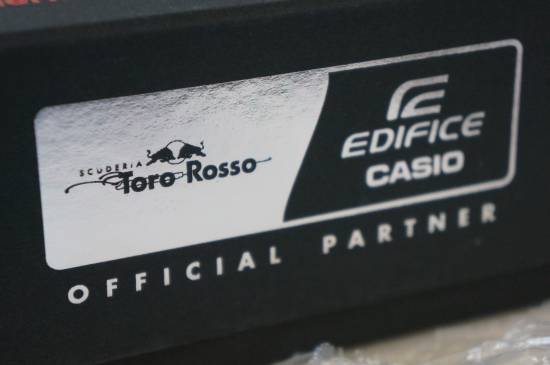 SCUDERIA
Toro Rosso
EDIFICE
CASIO
OFFICIAL PARTNER